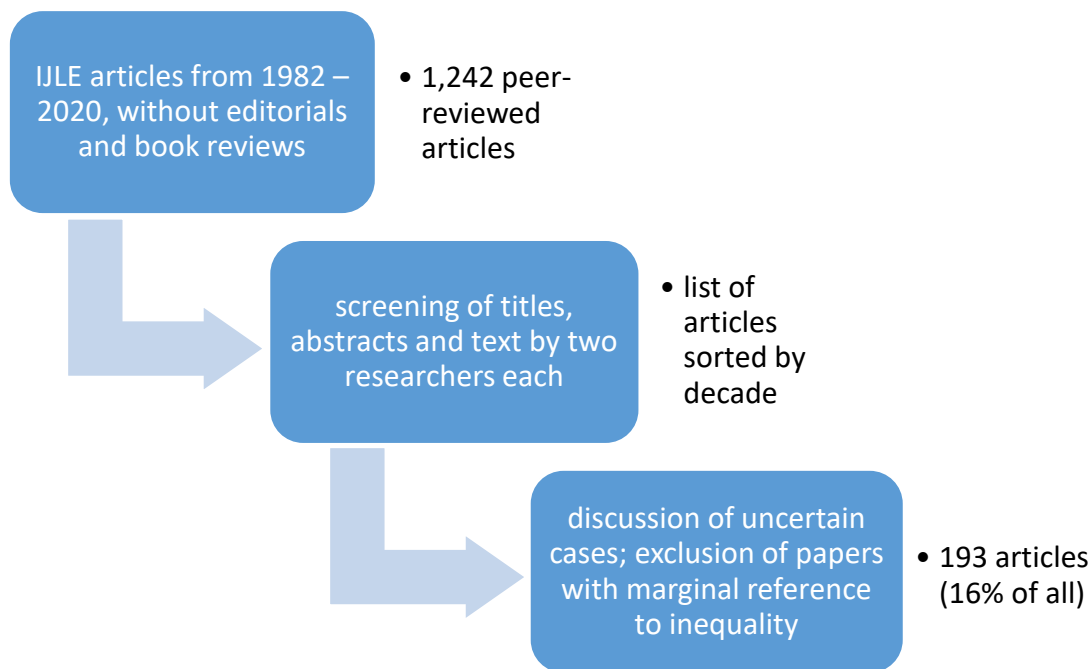 IJLE articles from 1982 –
2020, without editorials
and book reviews
• 1,242 peer-
reviewed
articles
screening of titles,
abstracts and text by two
researchers each
• list of
articles
sorted by
decade
discussion of uncertain
cases; exclusion of papers
with marginal reference
to inequality
• 193 articles
(16% of all)